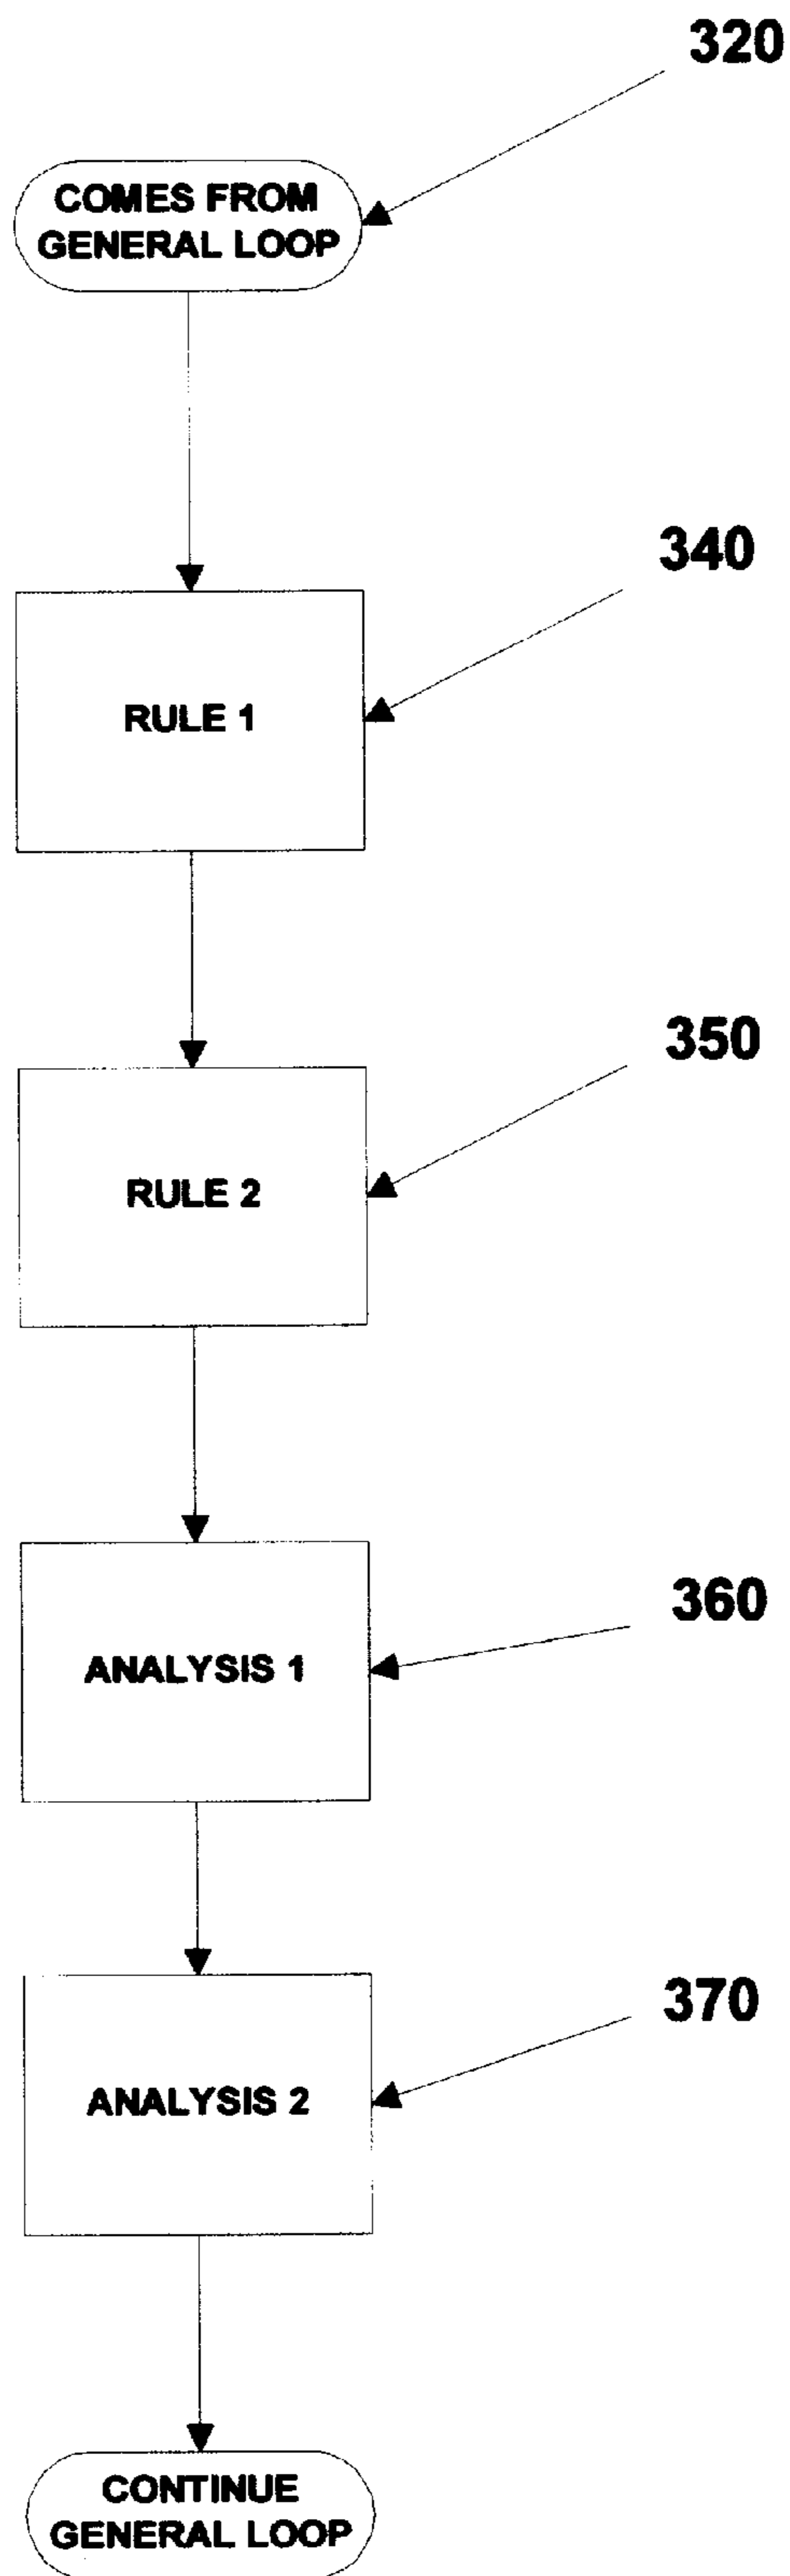 320
COMES FROM
GENERAL LOOP
340
RULE 1
350
RULE 2
360
ANALYSIS 1
370
ANALYSIS 2
CONTINUE
GENERAL LOOP